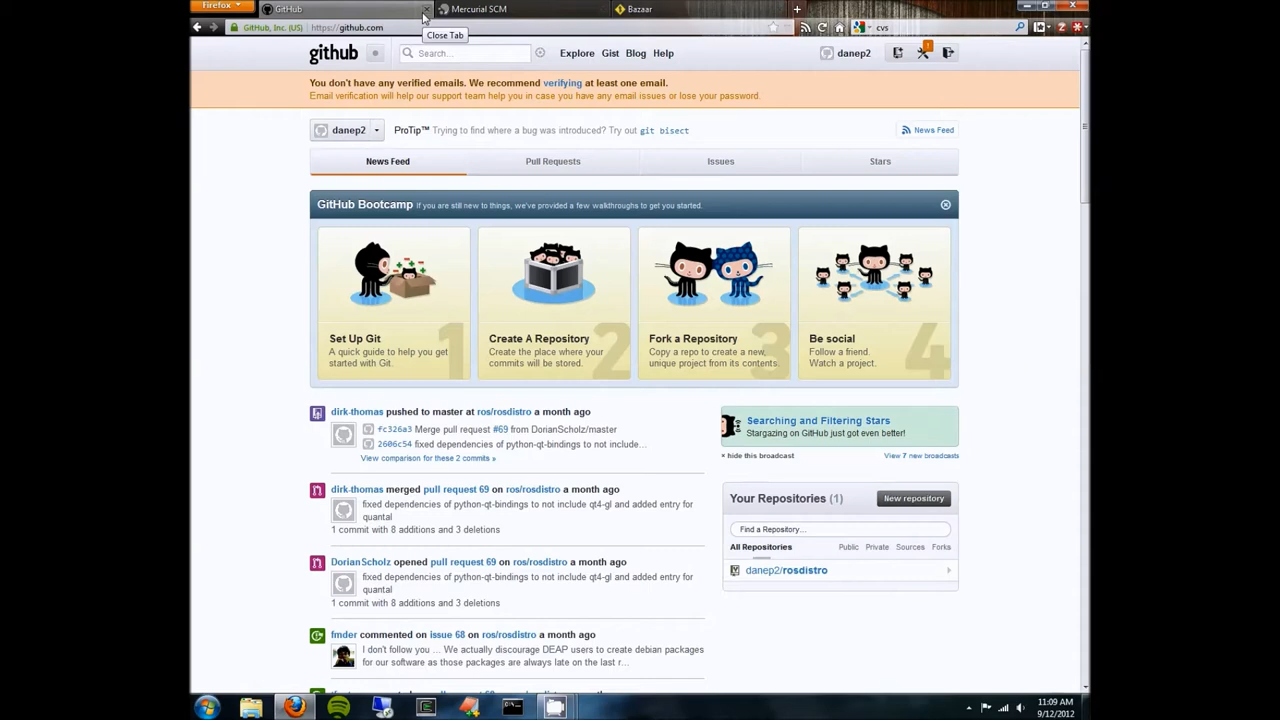 Firefox
GitHub
Mercurial SCM
Bazaar
GitHub, Inc. (US)
https://github.com
cvs
Close Tab
github
Search...
Explore Gist Blog Help
danep2
You don't have any verified emails. We recommend verifying at least one email.
Email verification will help our support team help you in case you have any email issues or lose your password.
danep2
ProTip™ Trying to find where a bug was introduced? Try out git bisect
News Feed
News Feed
Pull Requests
Issues
Stars
GitHub Bootcamp If you are still new to things, we've provided a few walkthroughs to get you started.
Set Up Git
A quick guide to help you get
started with Git.
1
Create A Repository
Create the place where your
commits will be stored.
2
Fork a Repository
Copy a repo to create a new,
unique project from its contents.
3
Be social
Follow a friend.
Watch a project.
4
dirk-thomas pushed to master at ros/rosdistro a month ago
fc326a3 Merge pull request #69 from DorianScholz/master
2606c54 fixed dependencies of python-qt-bindings to not include…
View comparison for these 2 commits »
dirk-thomas merged pull request 69 on ros/rosdistro a month ago
fixed dependencies of python-qt-bindings to not include qt4-gl and added entry for
quantal
1 commit with 8 additions and 3 deletions
DorianScholz opened pull request 69 on ros/rosdistro a month ago
fixed dependencies of python-qt-bindings to not include qt4-gl and added entry for
quantal
1 commit with 8 additions and 3 deletions
fmder commented on issue 68 on ros/rosdistro a month ago
I don't follow you ... We actually discourage DEAP users to create debian packages
for our software as those packages are always late on the last r...
Searching and Filtering Stars
Stargazing on GitHub just got even better!
× hide this broadcast
View 7 new broadcasts
Your Repositories (1)
New repository
Find a Repository...
All Repositories
Public Private Sources Forks
danep2/rosdistro
11:09 AM
9/12/2012